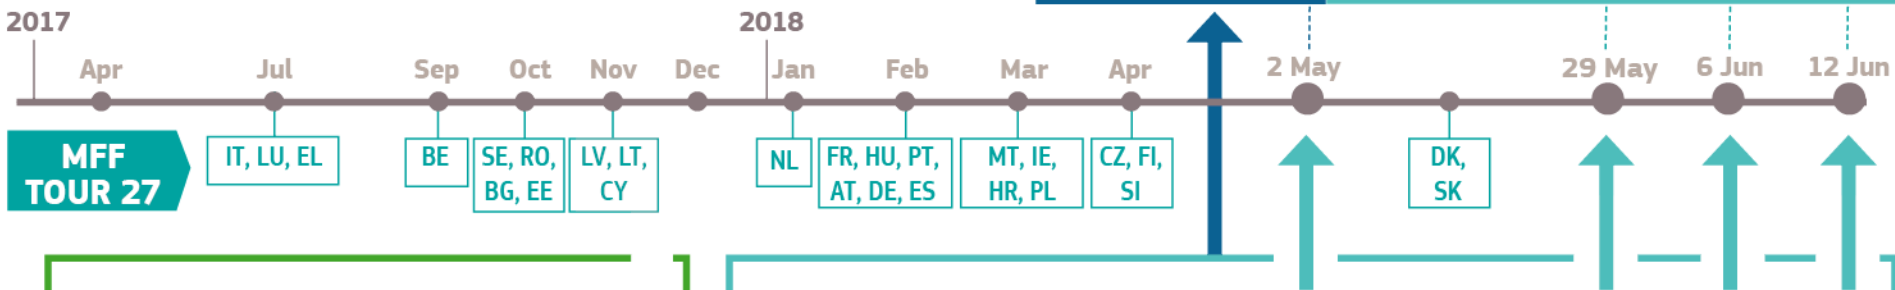 2017
2018
Apr
Jul
Sep
Oct
Nov
Dec
Jan
Feb
Mar
Apr
2 May
29 May
6 Jun
12 Jun
MFF
TOUR 27
IT, LU, EL
BE
SE, RO,
BG, EE
LV, LT,
CY
NL
FR, HU, PT,
AT, DE, ES
MT, IE,
HR, PL
CZ, FI,
SI
DK,
SK